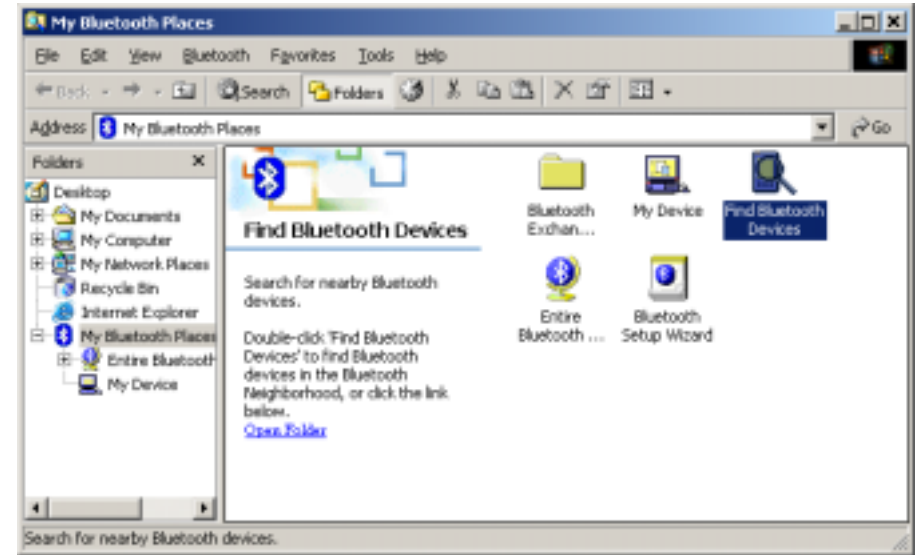 My Bluetooth Places
File Edit View Bluetooth Favorites Tools Help
Back Search Folders
Address My Bluetooth Places Go
Folders
Desktop
My Documents
My Computer
My Network Places
Recycle Bin
Internet Explorer
My Bluetooth Places
Entire Bluetooth
My Device
Find Bluetooth Devices
Search for nearby Bluetooth
devices.
Double-click 'Find Bluetooth
Devices' to find Bluetooth
devices in the Bluetooth
Neighborhood, or click the link
below.
Open Folder
Bluetooth
Exchan...
My Device
Find Bluetooth
Devices
Entire
Bluetooth ...
Bluetooth
Setup Wizard
Search for nearby Bluetooth devices.